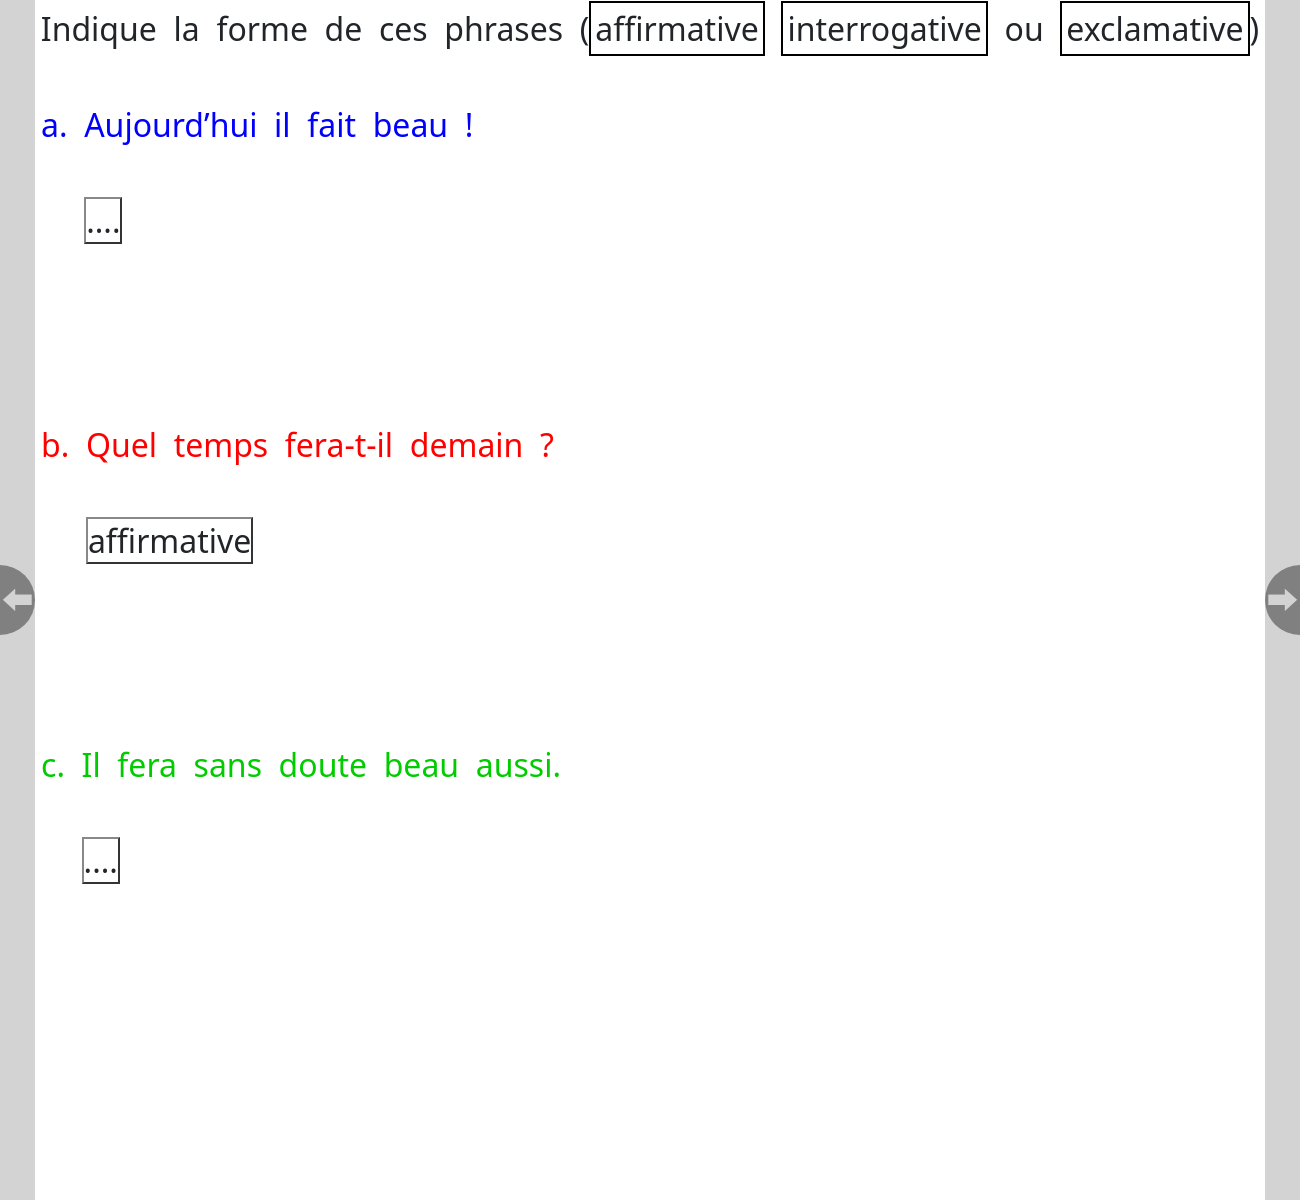 Indique la forme de ces phrases (affirmative interrogative ou exclamative)
a. Aujourd’hui il fait beau !
....
b. Quel temps fera-t-il demain ?
affirmative
c. Il fera sans doute beau aussi.
....